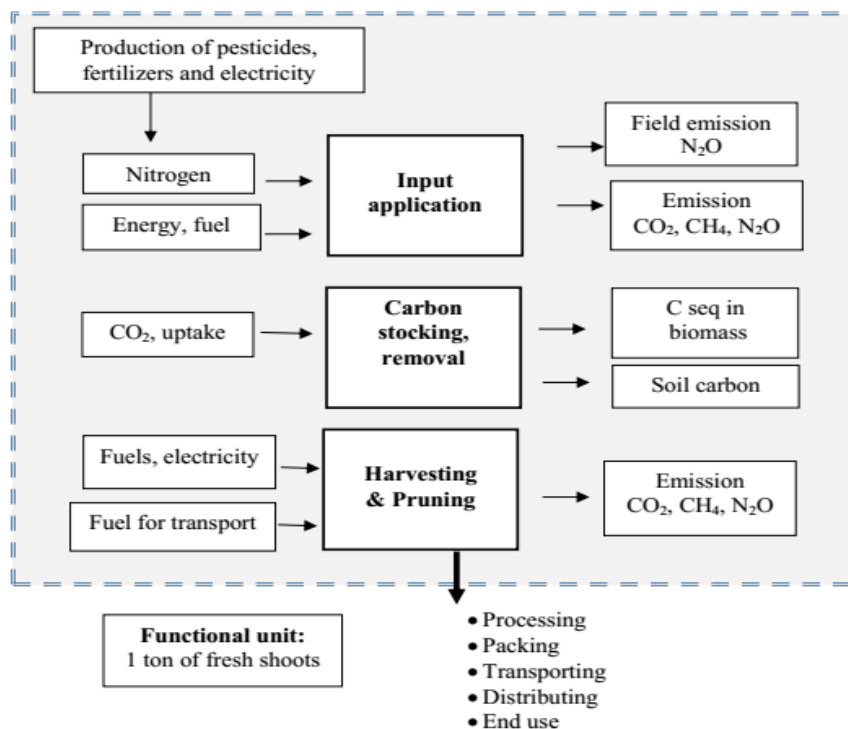 Production of pesticides,
fertilizers and electricity
Nitrogen
Energy, fuel
Input
application
Field emission
N₂O
Emission
CO₂, CH₄, N₂O
CO₂, uptake
Carbon
stocking,
removal
C seq in
biomass
Soil carbon
Fuels, electricity
Fuel for transport
Harvesting
& Pruning
Emission
CO₂, CH₄, N₂O
Functional unit:
1 ton of fresh shoots
• Processing
• Packing
• Transporting
• Distributing
• End use